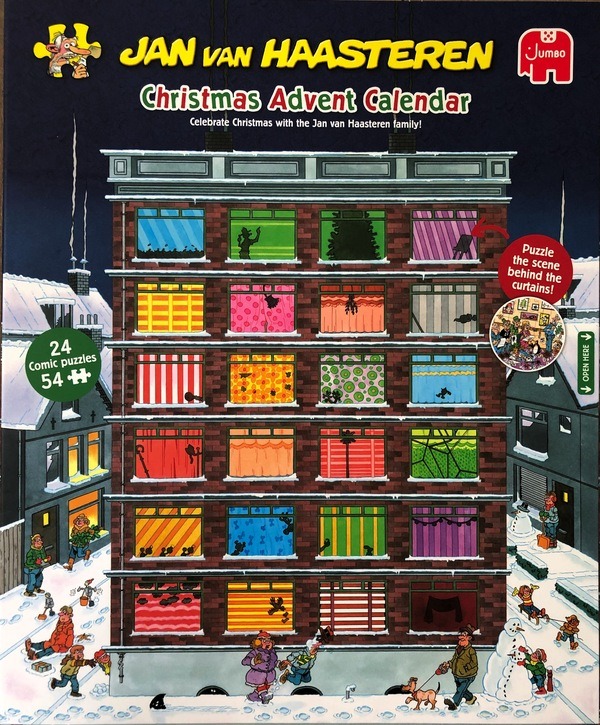 JAN VAN HAASTEREN
Jumbo
Christmas Advent Calendar
Celebrate Christmas with the Jan van Haasteren family!
Puzzle
the scene
behind the
curtains!
24
Comic puzzles
54
OPEN HERE